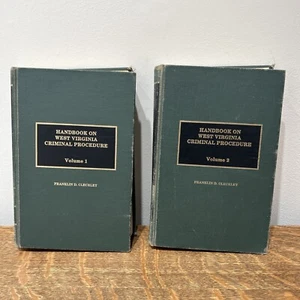 HANDBOOK ON
WEST VIRGINIA
CRIMINAL PROCEDURE
Volume 1
FRANKLIN D. CLECKLEY
HANDBOOK ON
WEST VIRGINIA
CRIMINAL PROCEDURE
Volume 2
FRANKLIN D. CLECKLEY